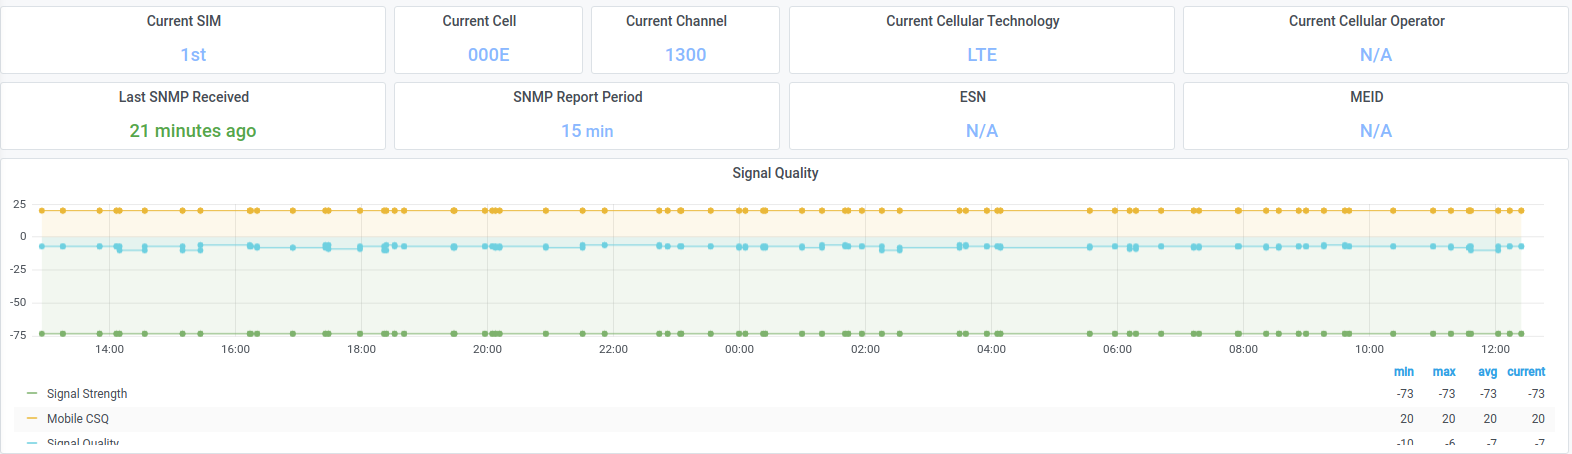 Current SIM
1st
Current Cell
000E
Current Channel
1300
Current Cellular Technology
LTE
Current Cellular Operator
N/A
Last SNMP Received
21 minutes ago
SNMP Report Period
15 min
ESN
N/A
MEID
N/A
Signal Quality
25
0
-25
-50
-75
14:00 16:00 18:00 20:00 22:00 00:00 02:00 04:00 06:00 08:00 10:00 12:00
min max avg current
Signal Strength -73 -73 -73 -73
Mobile CSQ 20 20 20 20
Signal Quality -10 -6 -7 -7